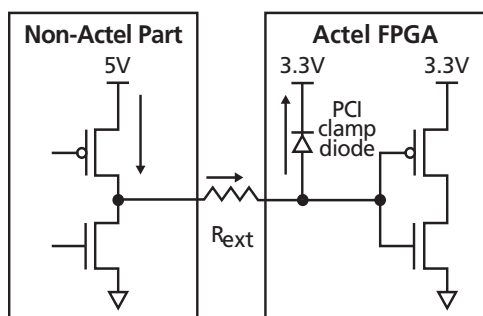 Non-Actel Part
Actel FPGA
5V
3.3V
3.3V
PCI
clamp
diode
Rext